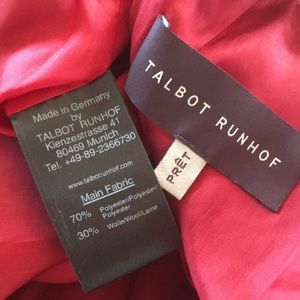 Made in Germany
by
TALBOT RUNHOF
Klenzestrasse 41
80469 Munich
Tel. +49-89-2366730
www.talbotrunhof.com
Main Fabric
70% Polyester/Polyester/
Polyester
30% Wolle/Wool/Laine
TALBOT RUNHOF
PRÊT